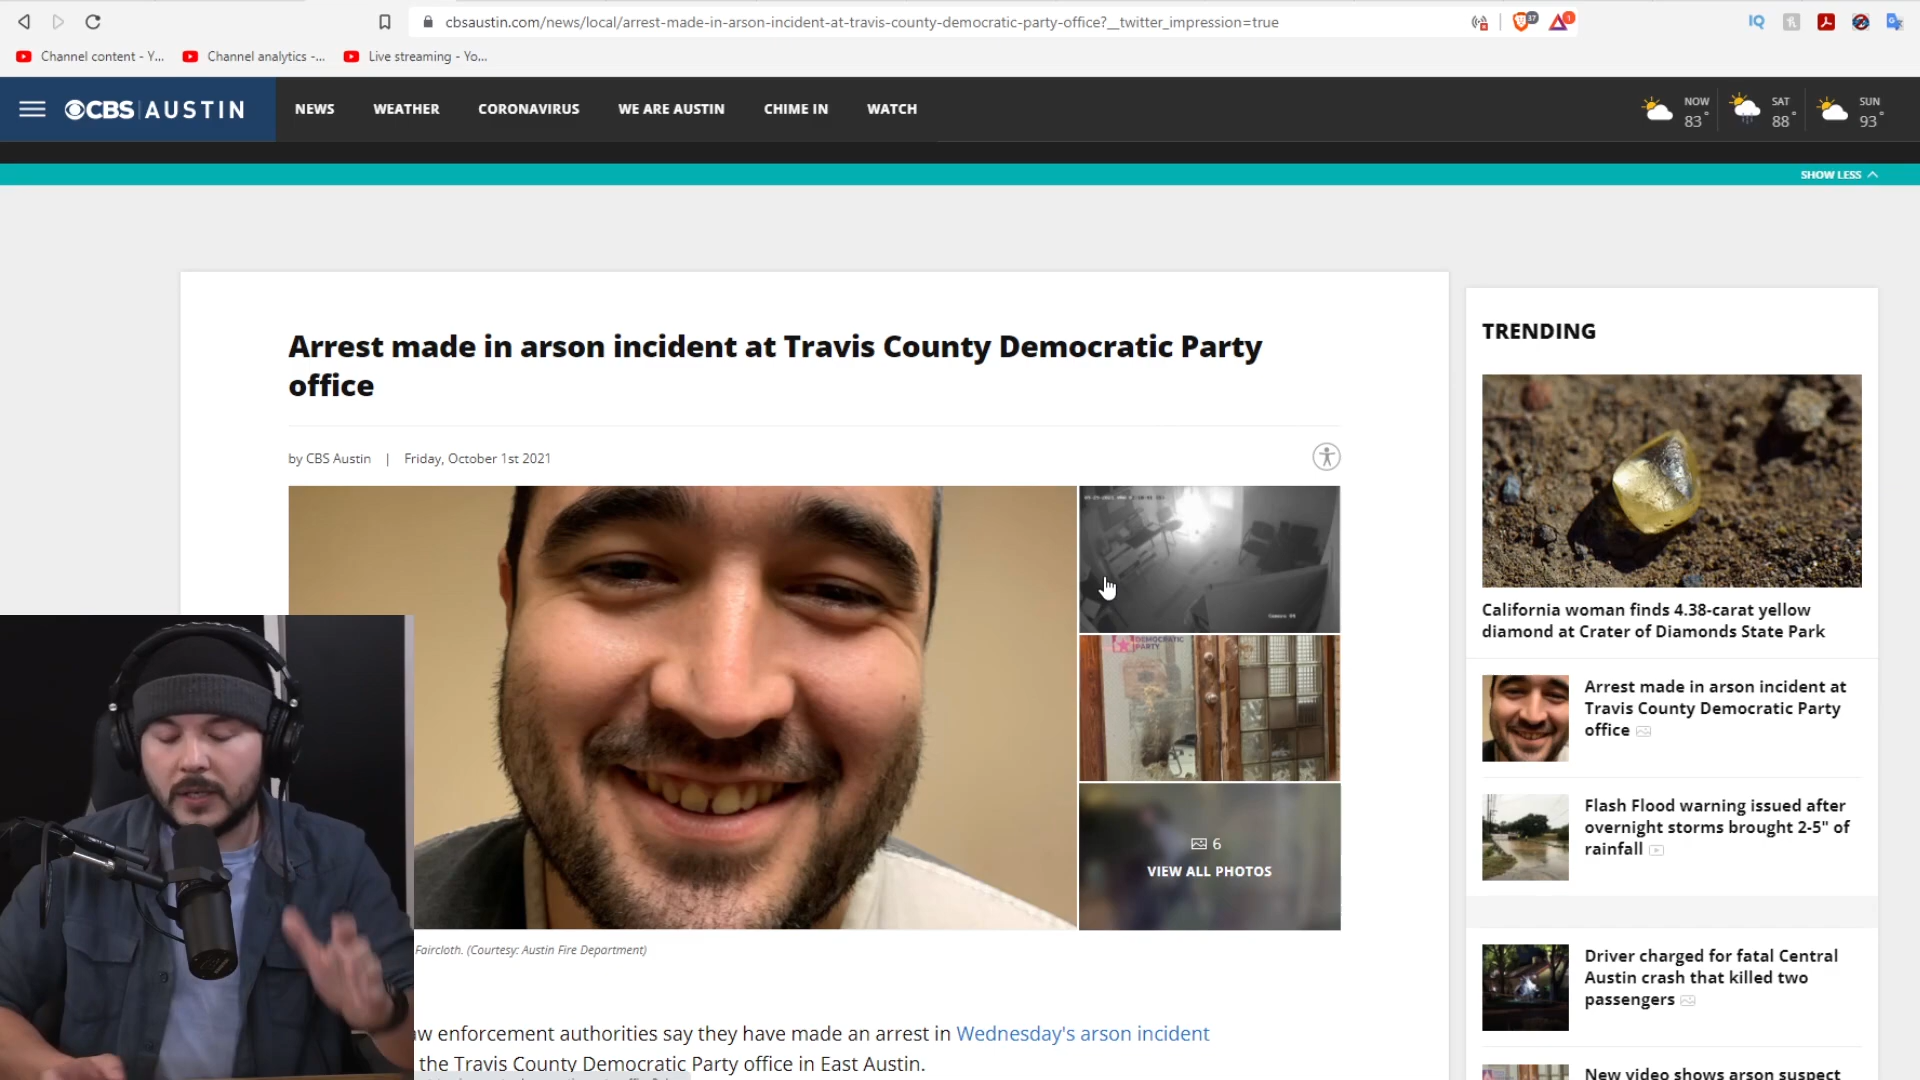 cbsaustin.com/news/local/arrest-made-in-arson-incident-at-travis-county-democratic-party-office?__twitter_impression=true
37
1
IQ
Channel content - Y...
Channel analytics -...
Live streaming - Yo...
CBS AUSTIN
NEWS
WEATHER
CORONAVIRUS
WE ARE AUSTIN
CHIME IN
WATCH
NOW
83°
SAT
88°
SUN
93°
SHOW LESS
Arrest made in arson incident at Travis County Democratic Party
office
by CBS Austin | Friday, October 1st 2021
DEMOCRATIC
PARTY
6
VIEW ALL PHOTOS
Faircloth. (Courtesy: Austin Fire Department)
aw enforcement authorities say they have made an arrest in Wednesday's arson incident
the Travis County Democratic Party office in East Austin.
TRENDING
California woman finds 4.38-carat yellow
diamond at Crater of Diamonds State Park
Arrest made in arson incident at
Travis County Democratic Party
office
Flash Flood warning issued after
overnight storms brought 2-5" of
rainfall
Driver charged for fatal Central
Austin crash that killed two
passengers
New video shows arson suspect